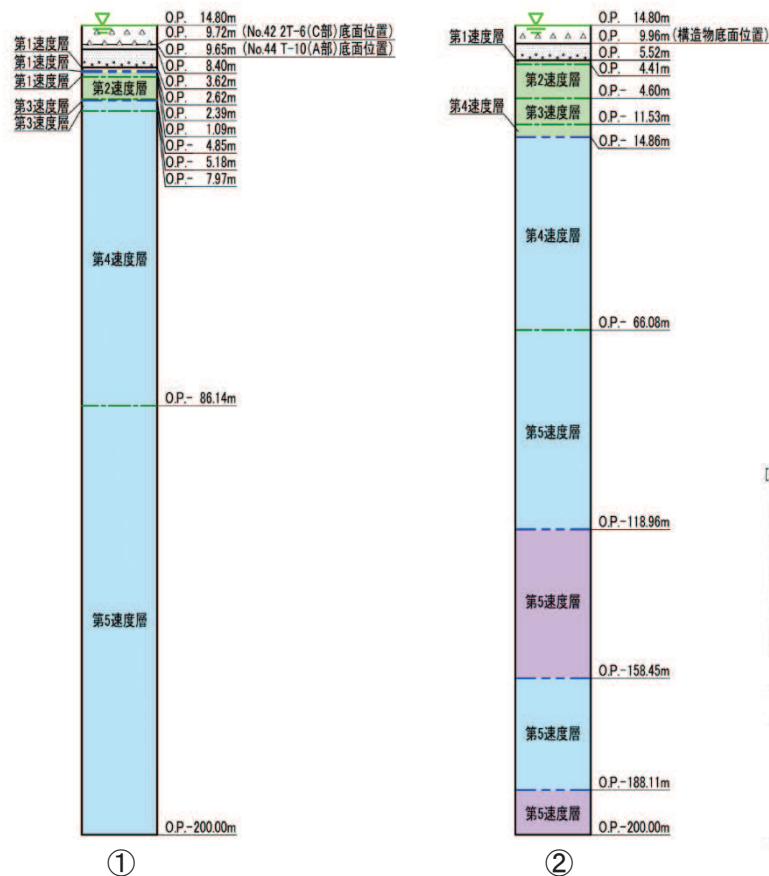 O.P. 14.80m
O.P. 9.72m (No.42 2T-6(C部)底面位置)
O.P. 9.65m (No.44 T-10(A部)底面位置)
O.P. 8.40m
O.P. 3.62m
O.P. 2.62m
O.P. 2.39m
O.P. 1.09m
O.P.- 4.85m
O.P.- 5.18m
O.P.- 7.97m
第1速度層
第1速度層
第1速度層
第2速度層
第3速度層
第3速度層
第4速度層
O.P.- 86.14m
第5速度層
O.P.-200.00m
①
O.P. 14.80m
O.P. 9.96m (構造物底面位置)
O.P. 5.52m
O.P. 4.41m
O.P.- 4.60m
O.P.- 11.53m
O.P.- 14.86m
第1速度層
第2速度層
第3速度層
第4速度層
第4速度層
O.P.- 66.08m
第5速度層
O.P.-118.96m
第5速度層
O.P.-158.45m
第5速度層
O.P.-188.11m
第5速度層
O.P.-200.00m
②